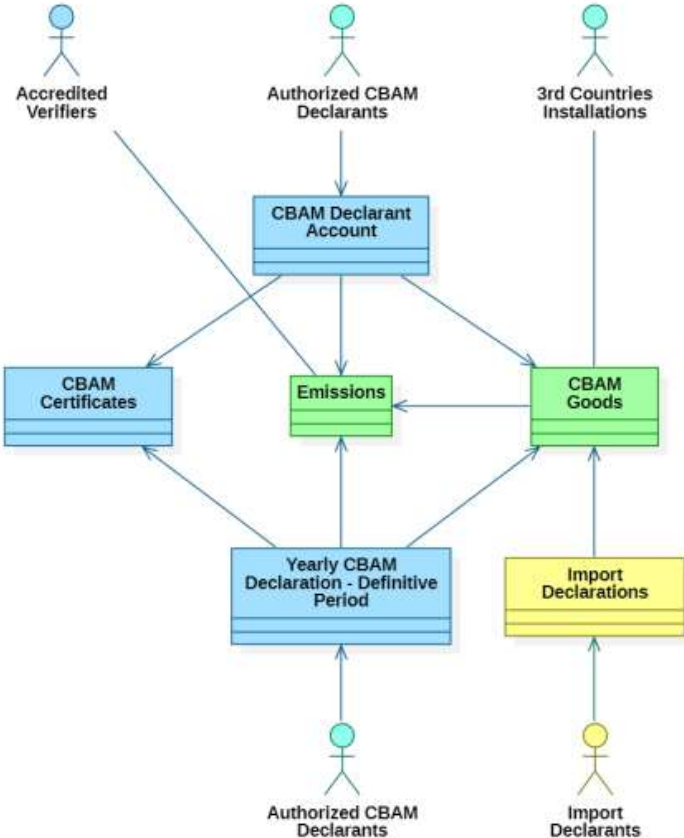 Accredited
Verifiers
Authorized CBAM
Declarants
3rd Countries
Installations
CBAM Declarant
Account
CBAM
Certificates
Emissions
CBAM
Goods
Yearly CBAM
Declaration - Definitive
Period
Import
Declarations
Authorized CBAM
Declarants
Import
Declarants